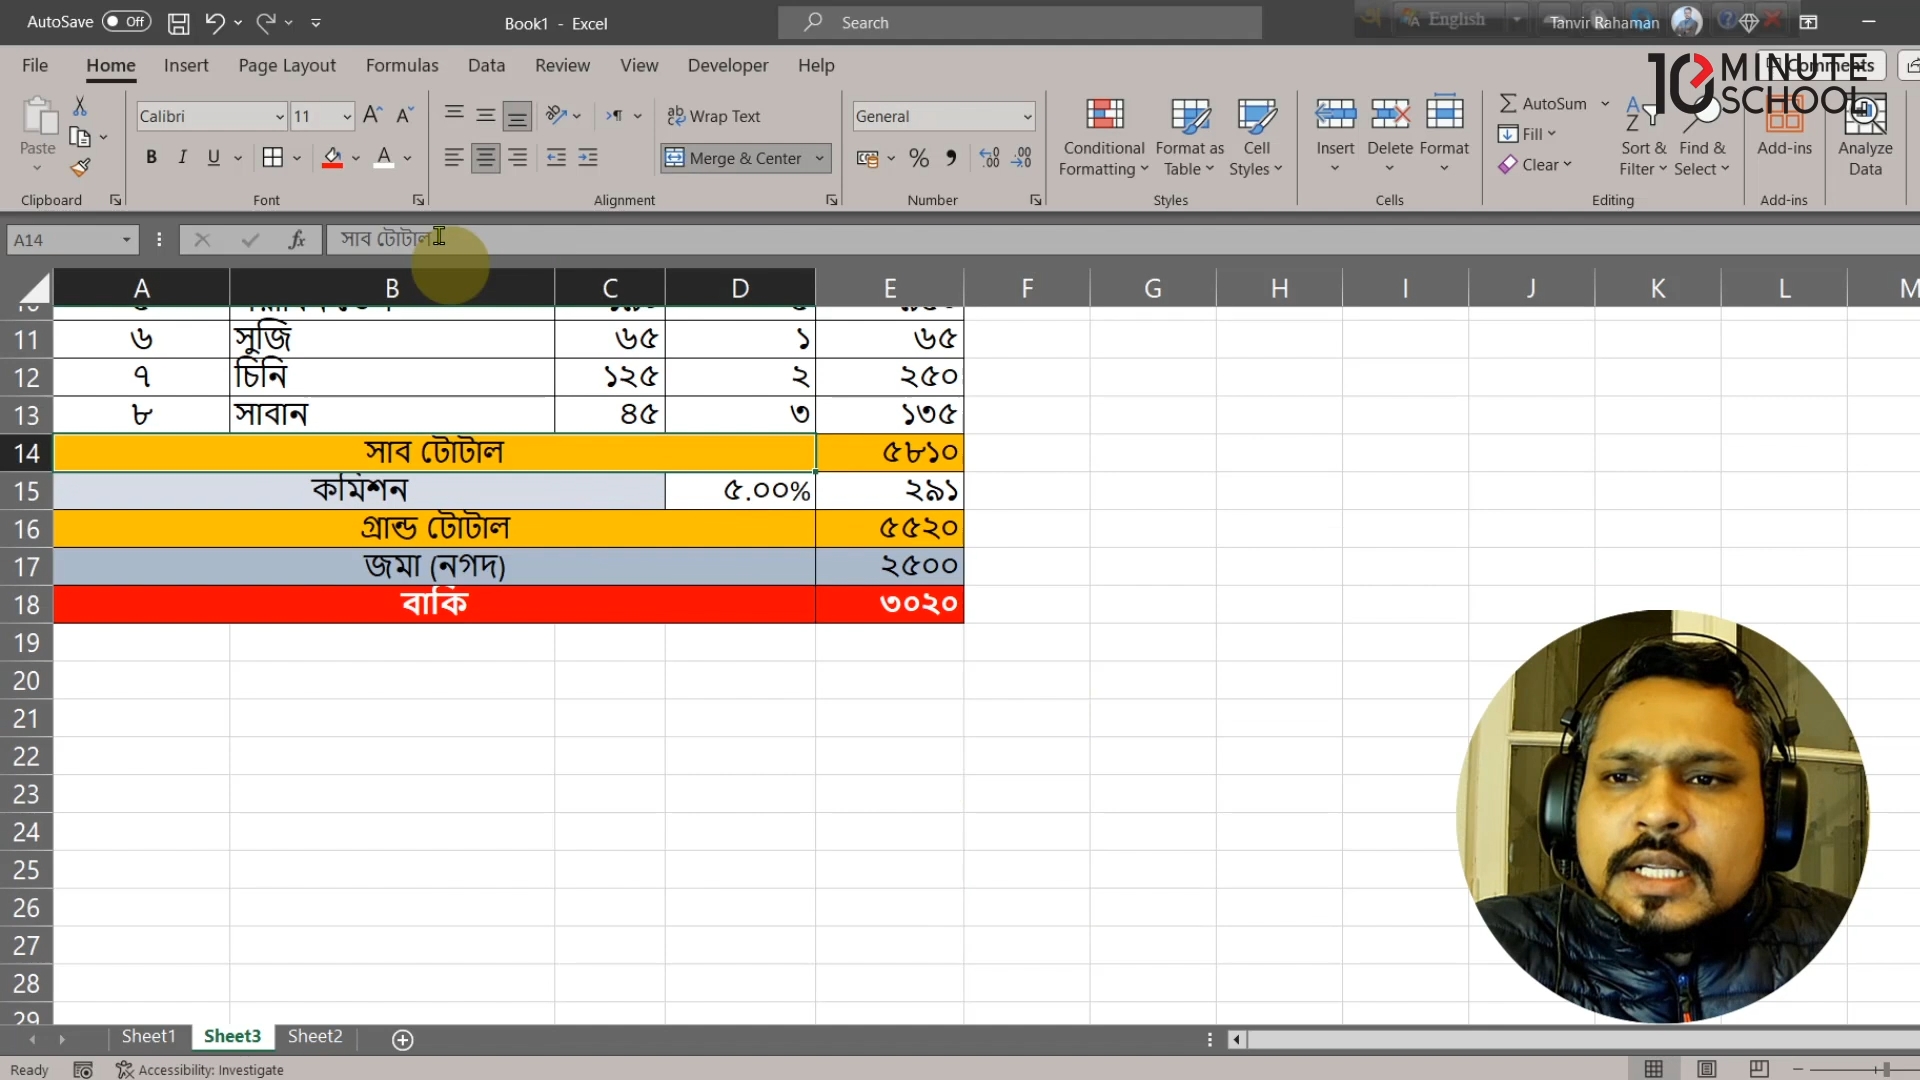 AutoSave Off Book1 - Excel Search English Tanvir Rahaman
File Home Insert Page Layout Formulas Data Review View Developer Help Comments
10 MINUTE SCHOOL
Paste Calibri 11 Wrap Text General AutoSum
Conditional Formatting Format as Table Cell Styles Insert Delete Format Fill Sort & Filter Find & Select Add-ins Analyze Data
B I U Merge & Center % Clear
Clipboard Font Alignment Number Styles Cells Editing Add-ins
A14 fx সাব টোটাল
A B C D E F G H I J K L M
11 ৬ সুজি ৬৫ ১ ৬৫
12 ৭ চিনি ১২৫ ২ ২৫০
13 ৮ সাবান ৪৫ ৩ ১৩৫
14 সাব টোটাল ৫৮১০
15 কমিশন ৫.০০% ২৯১
16 গ্রান্ড টোটাল ৫৫২০
17 জমা (নগদ) ২৫০০
18 বাকি ৩০২০
19
20
21
22
23
24
25
26
27
28
29
Sheet1 Sheet3 Sheet2
Ready Accessibility: Investigate